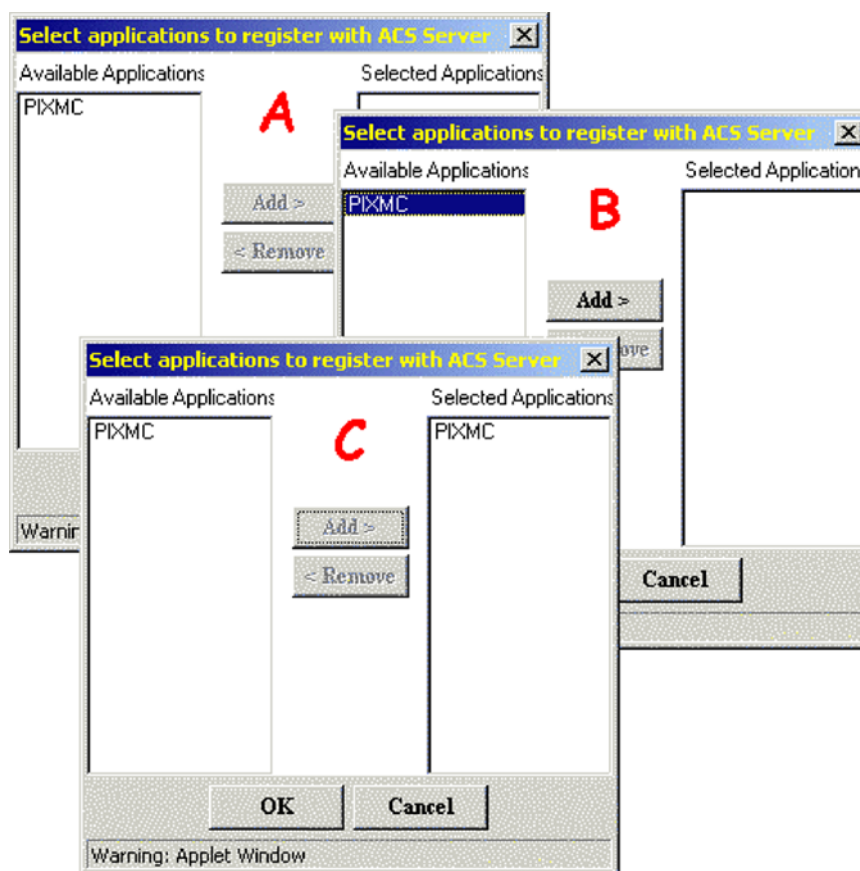 Select applications to register with ACS Server
Available Applications
Selected Applications
PIXMC
A
Add >
< Remove
Select applications to register with ACS Server
Available Applications
Selected Application
PIXMC
B
Add >
ove
Cancel
Select applications to register with ACS Server
Available Applications
Selected Applications
PIXMC
PIXMC
C
Add >
< Remove
OK
Cancel
Warning: Applet Window
Warnin